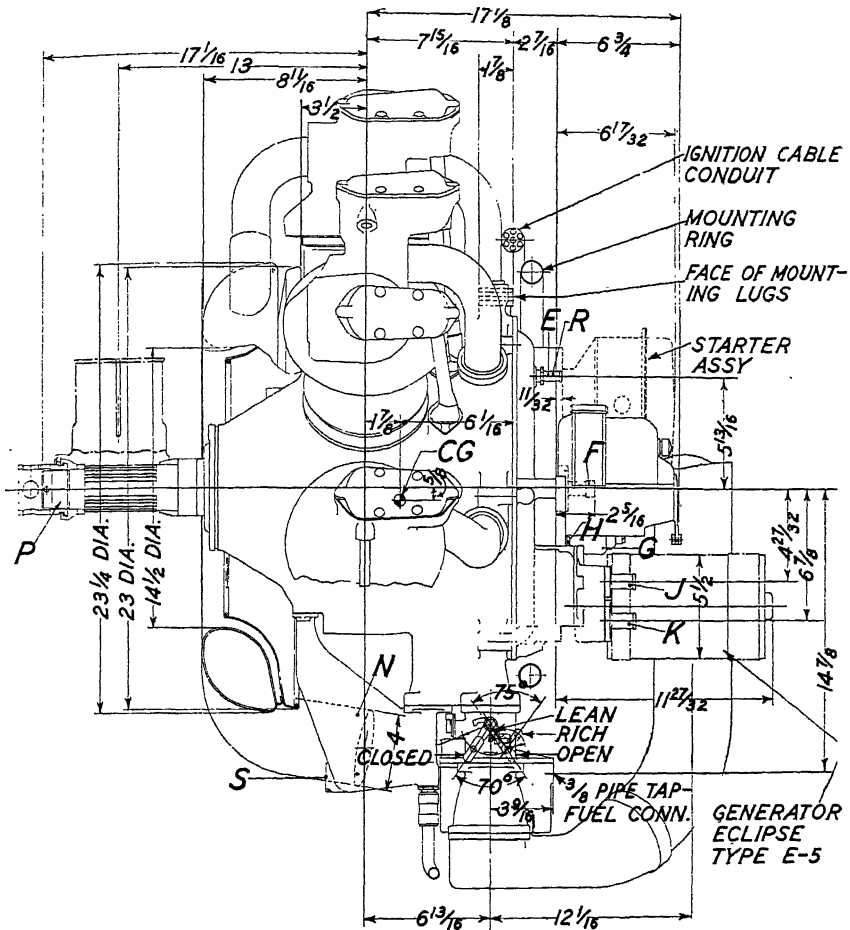 17 1/8
17 1/16
7 15/16
2 7/16
6 3/4
13
8 11/16
1 7/8
3 1/2
6 17/32
IGNITION CABLE
CONDUIT
MOUNTING
RING
FACE OF MOUNT-
ING LUGS
E R
STARTER
ASSY
11/32
1 7/8
6 1/16
5 13/16
CG
5/8
F
P
2 5/16
H
G
4 27/32
6 7/8
23 1/4 DIA.
23 DIA.
14 1/2 DIA.
J
5 1/2
K
N
75°
11 27/32
14 7/8
LEAN
RICH
CLOSED
OPEN
4
S
70°
3/8 PIPE TAP-
FUEL CONN.
3 9/16
GENERATOR
ECLIPSE
TYPE E-5
6 13/16
12 1/16